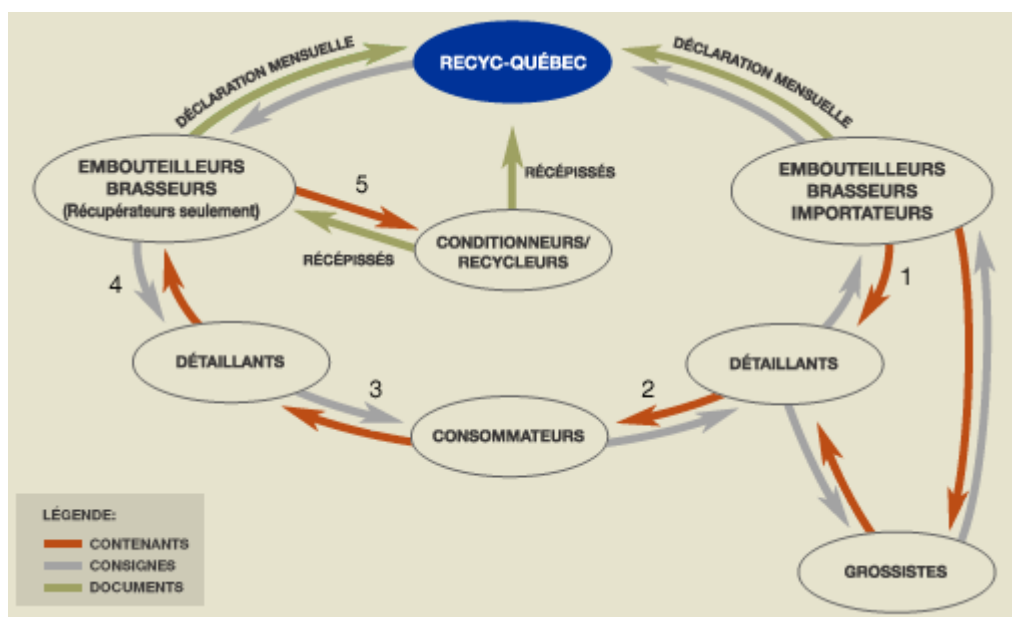 DÉCLARATION MENSUELLE
RECYC-QUÉBEC
DÉCLARATION MENSUELLE
EMBOUTEILLEURS
BRASSEURS
(Récupérateurs seulement)
5
RÉCÉPISSÉS
EMBOUTEILLEURS
BRASSEURS
IMPORTATEURS
RÉCÉPISSÉS
CONDITIONNEURS/
RECYCLEURS
4
1
DÉTAILLANTS
3
2
DÉTAILLANTS
CONSOMMATEURS
LÉGENDE:
CONTENANTS
CONSIGNES
DOCUMENTS
GROSSISTES